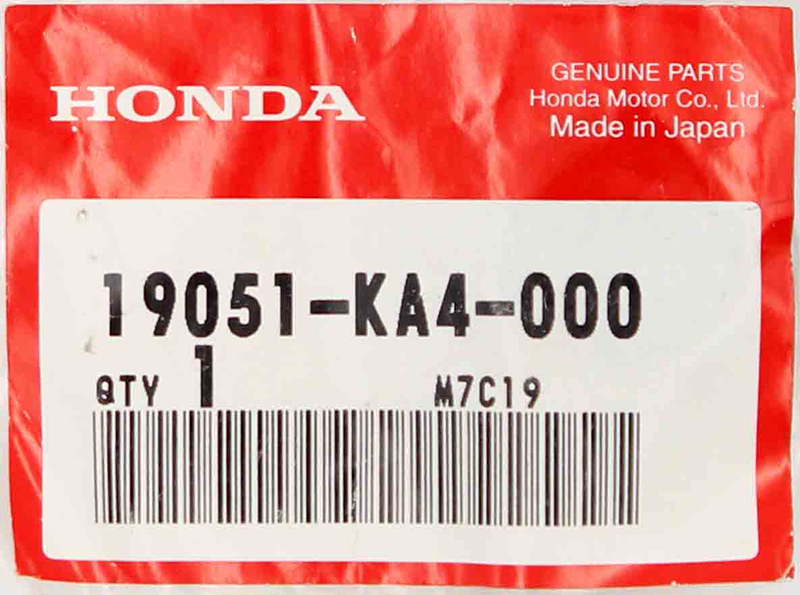 HONDA
GENUINE PARTS
Honda Motor Co., Ltd.
Made in Japan
19051-KA4-000
QTY 1 M7C19